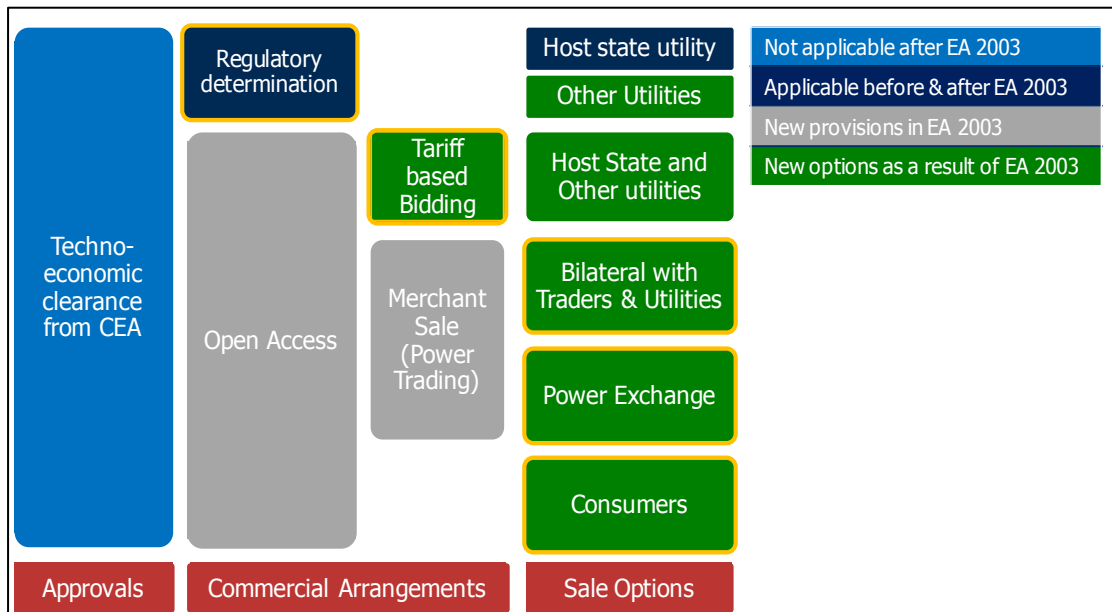 Techno-
economic
clearance
from CEA
Regulatory
determination
Open Access
Tariff
based
Bidding
Merchant
Sale
(Power
Trading)
Host state utility
Other Utilities
Host State and
Other utilities
Bilateral with
Traders & Utilities
Power Exchange
Consumers
Not applicable after EA 2003
Applicable before & after EA 2003
New provisions in EA 2003
New options as a result of EA 2003
Approvals
Commercial Arrangements
Sale Options